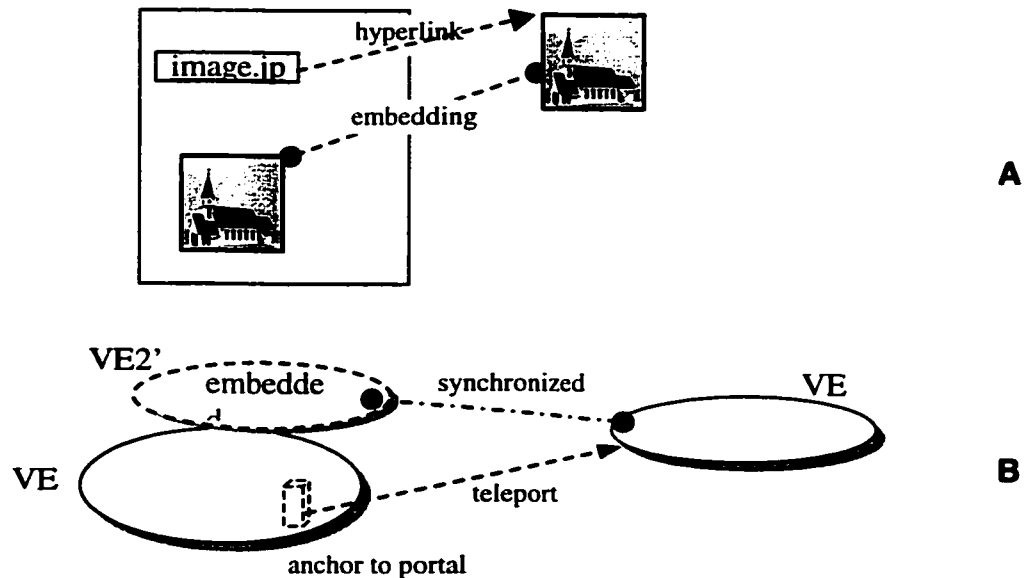 hyperlink
image.jp
embedding
A
VE2’
embedde
d
synchronized
VE
VE
B
teleport
anchor to portal